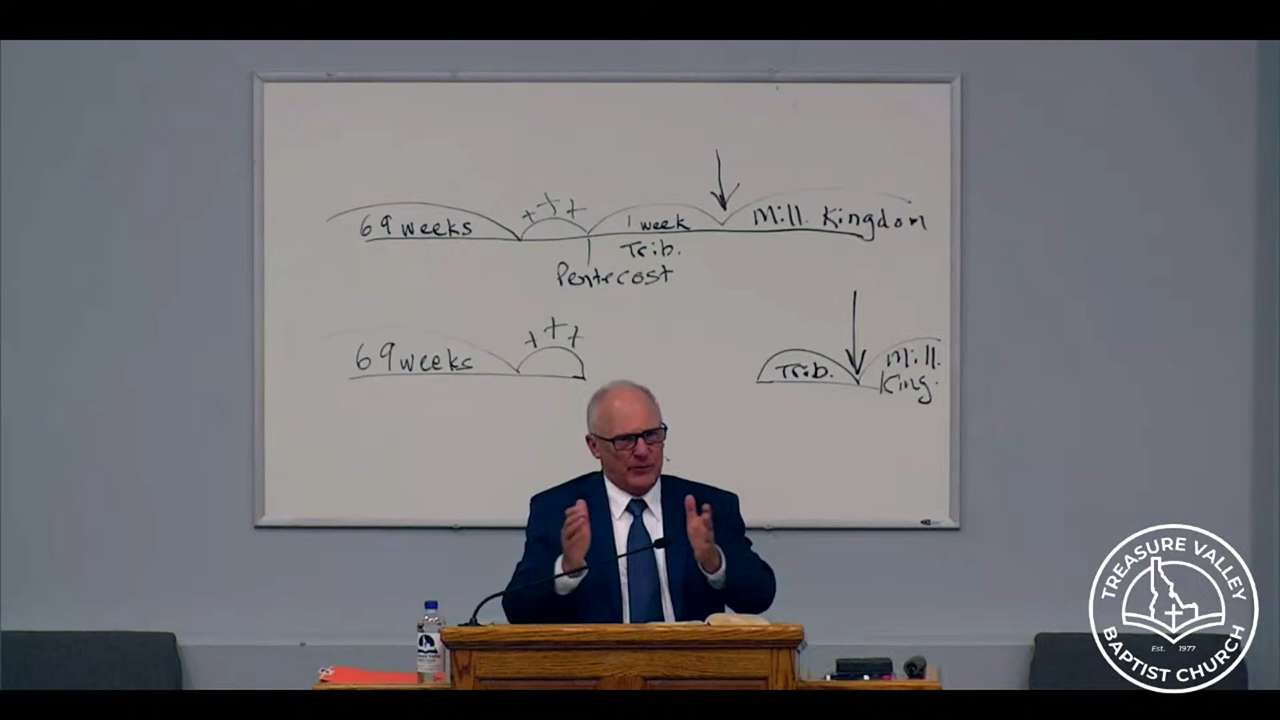 69 weeks
1 week
Mill. Kingdom
Trib.
Pentecost
69 weeks
Trib.
Mill.
King.
TREASURE VALLEY
Est. 1977
BAPTIST CHURCH